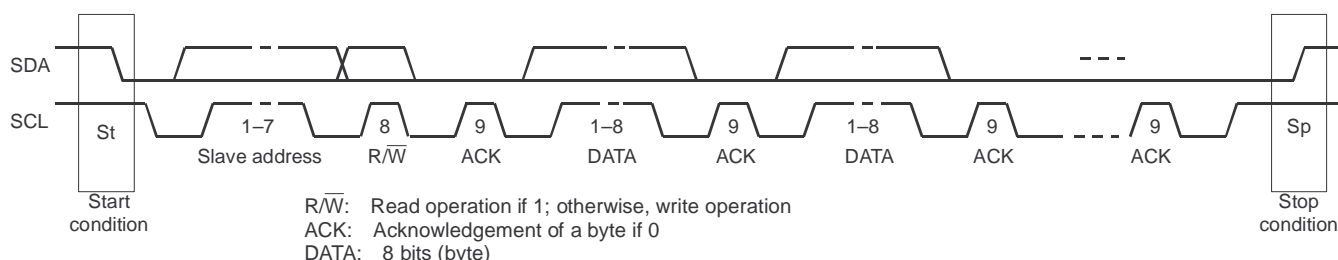 SDA
SCL
St 1–7 8 9 1–8 9 1–8 9 9 Sp
Slave address R/W̅ ACK DATA ACK DATA ACK ACK
Start
condition
Stop
condition
R/W̅: Read operation if 1; otherwise, write operation
ACK: Acknowledgement of a byte if 0
DATA: 8 bits (byte)